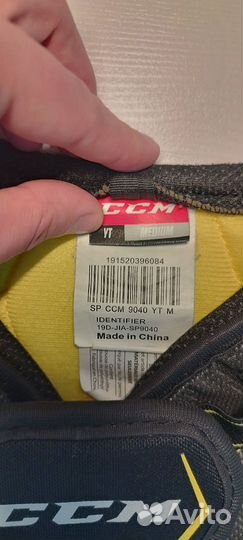 CCM
YT MEDIUM
191520396084
SP CCM 9040 YT M
IDENTIFIER
19D-JIA-SP9040
Made in China
CCM
Avito